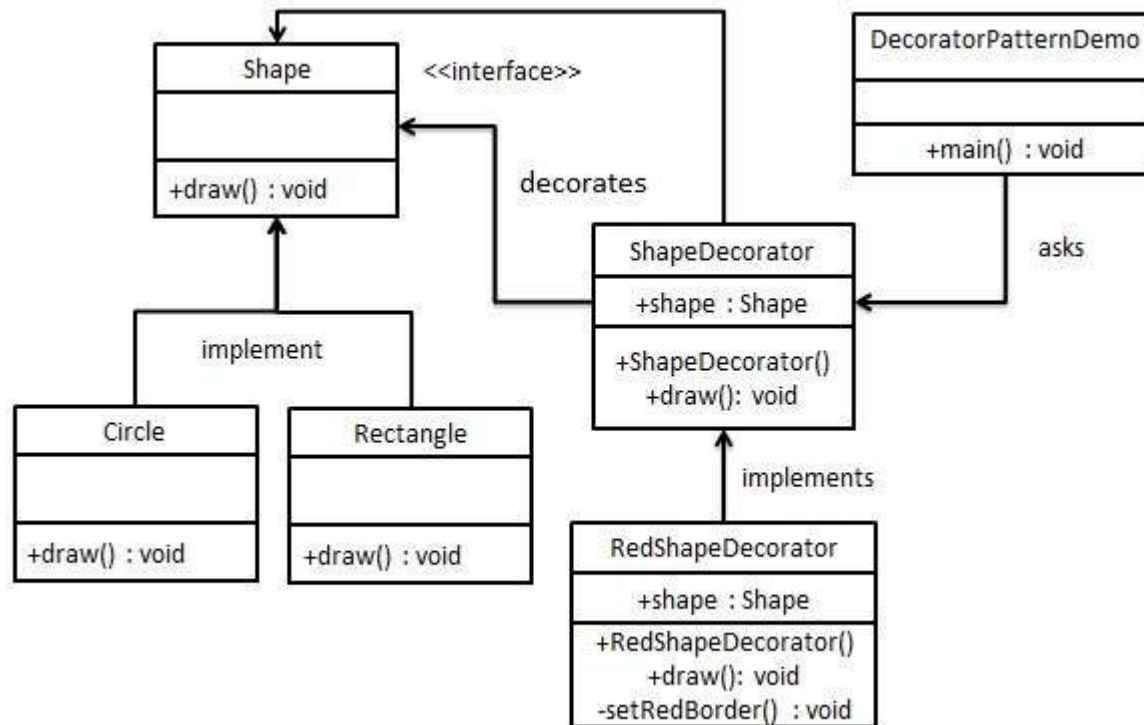 Shape
+draw() : void
<<interface>>
decorates
DecoratorPatternDemo
+main() : void
asks
ShapeDecorator
+shape : Shape
+ShapeDecorator()
+draw(): void
implement
Circle
+draw() : void
Rectangle
+draw() : void
implements
RedShapeDecorator
+shape : Shape
+RedShapeDecorator()
+draw(): void
-setRedBorder() : void